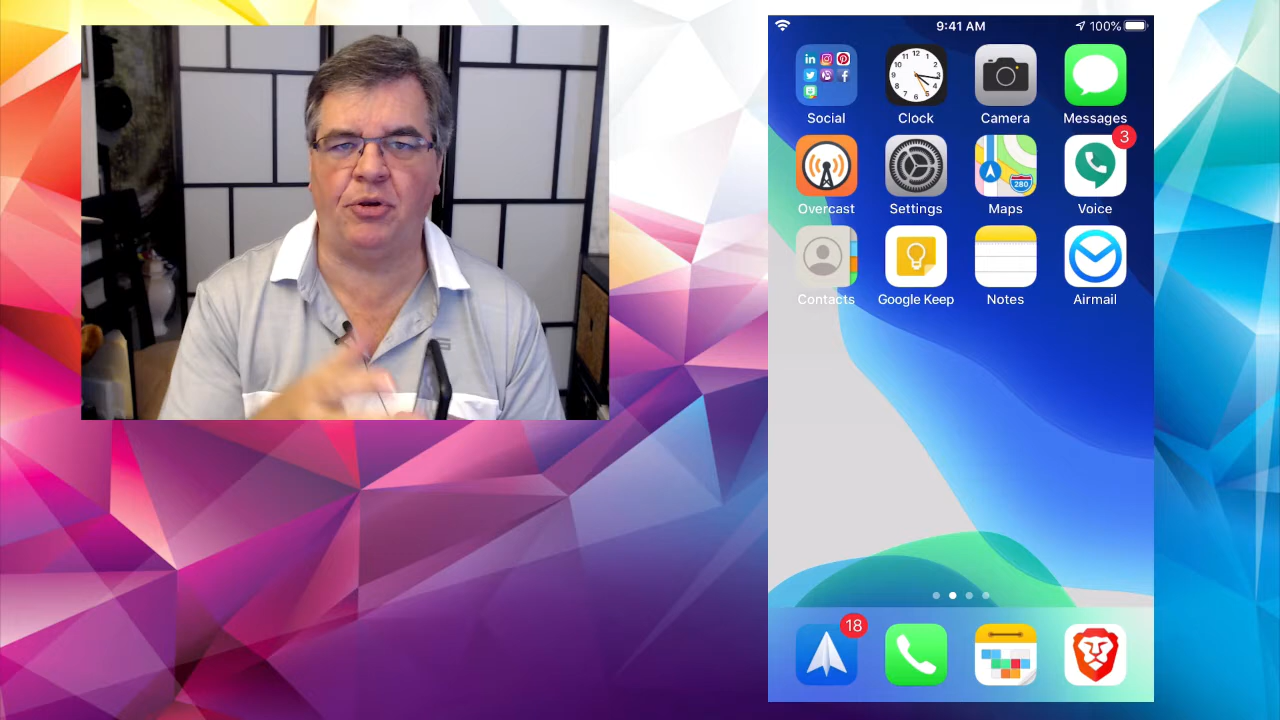 9:41 AM
100%
Social
Clock
Camera
Messages
3
Overcast
Settings
Maps
Voice
280
Contacts
Google Keep
Notes
Airmail
18